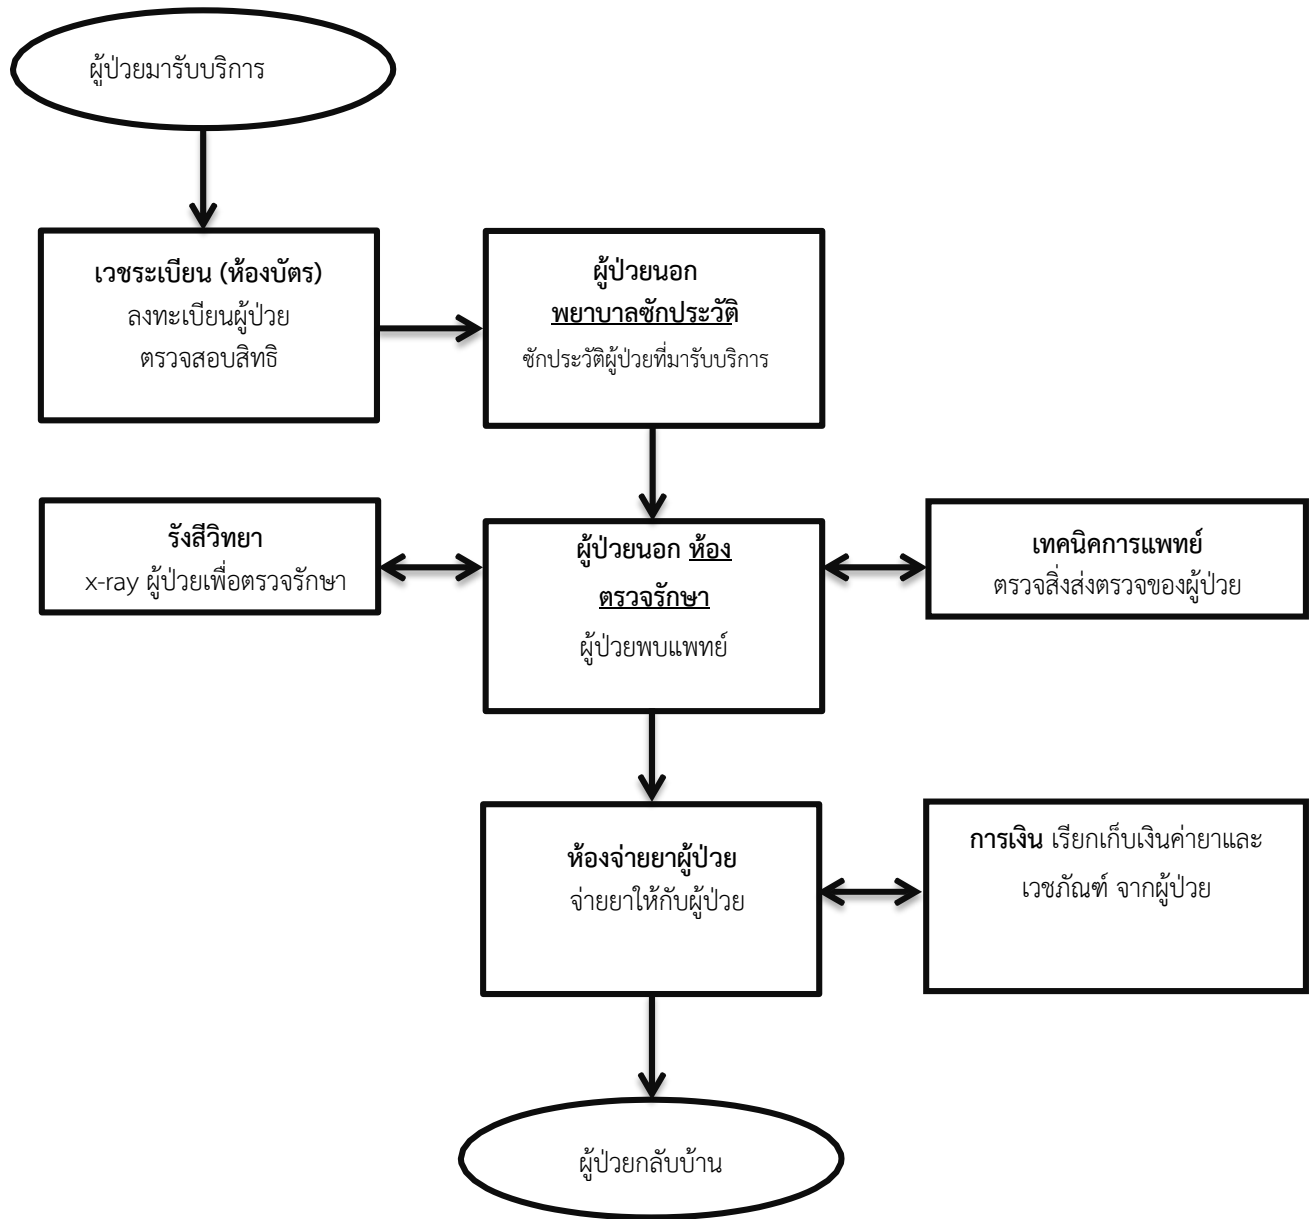 ผู้ป่วยมารับบริการ
เวชระเบียน (ห้องบัตร)
ลงทะเบียนผู้ป่วย
ตรวจสอบสิทธิ
ผู้ป่วยนอก
พยาบาลซักประวัติ
ซักประวัติผู้ป่วยที่มารับบริการ
รังสีวิทยา
x-ray ผู้ป่วยเพื่อตรวจรักษา
ผู้ป่วยนอก ห้อง
ตรวจรักษา
ผู้ป่วยพบแพทย์
เทคนิคการแพทย์
ตรวจสิ่งส่งตรวจของผู้ป่วย
ห้องจ่ายยาผู้ป่วย
จ่ายยาให้กับผู้ป่วย
การเงิน เรียกเก็บเงินค่ายาและ
เวชภัณฑ์ จากผู้ป่วย
ผู้ป่วยกลับบ้าน